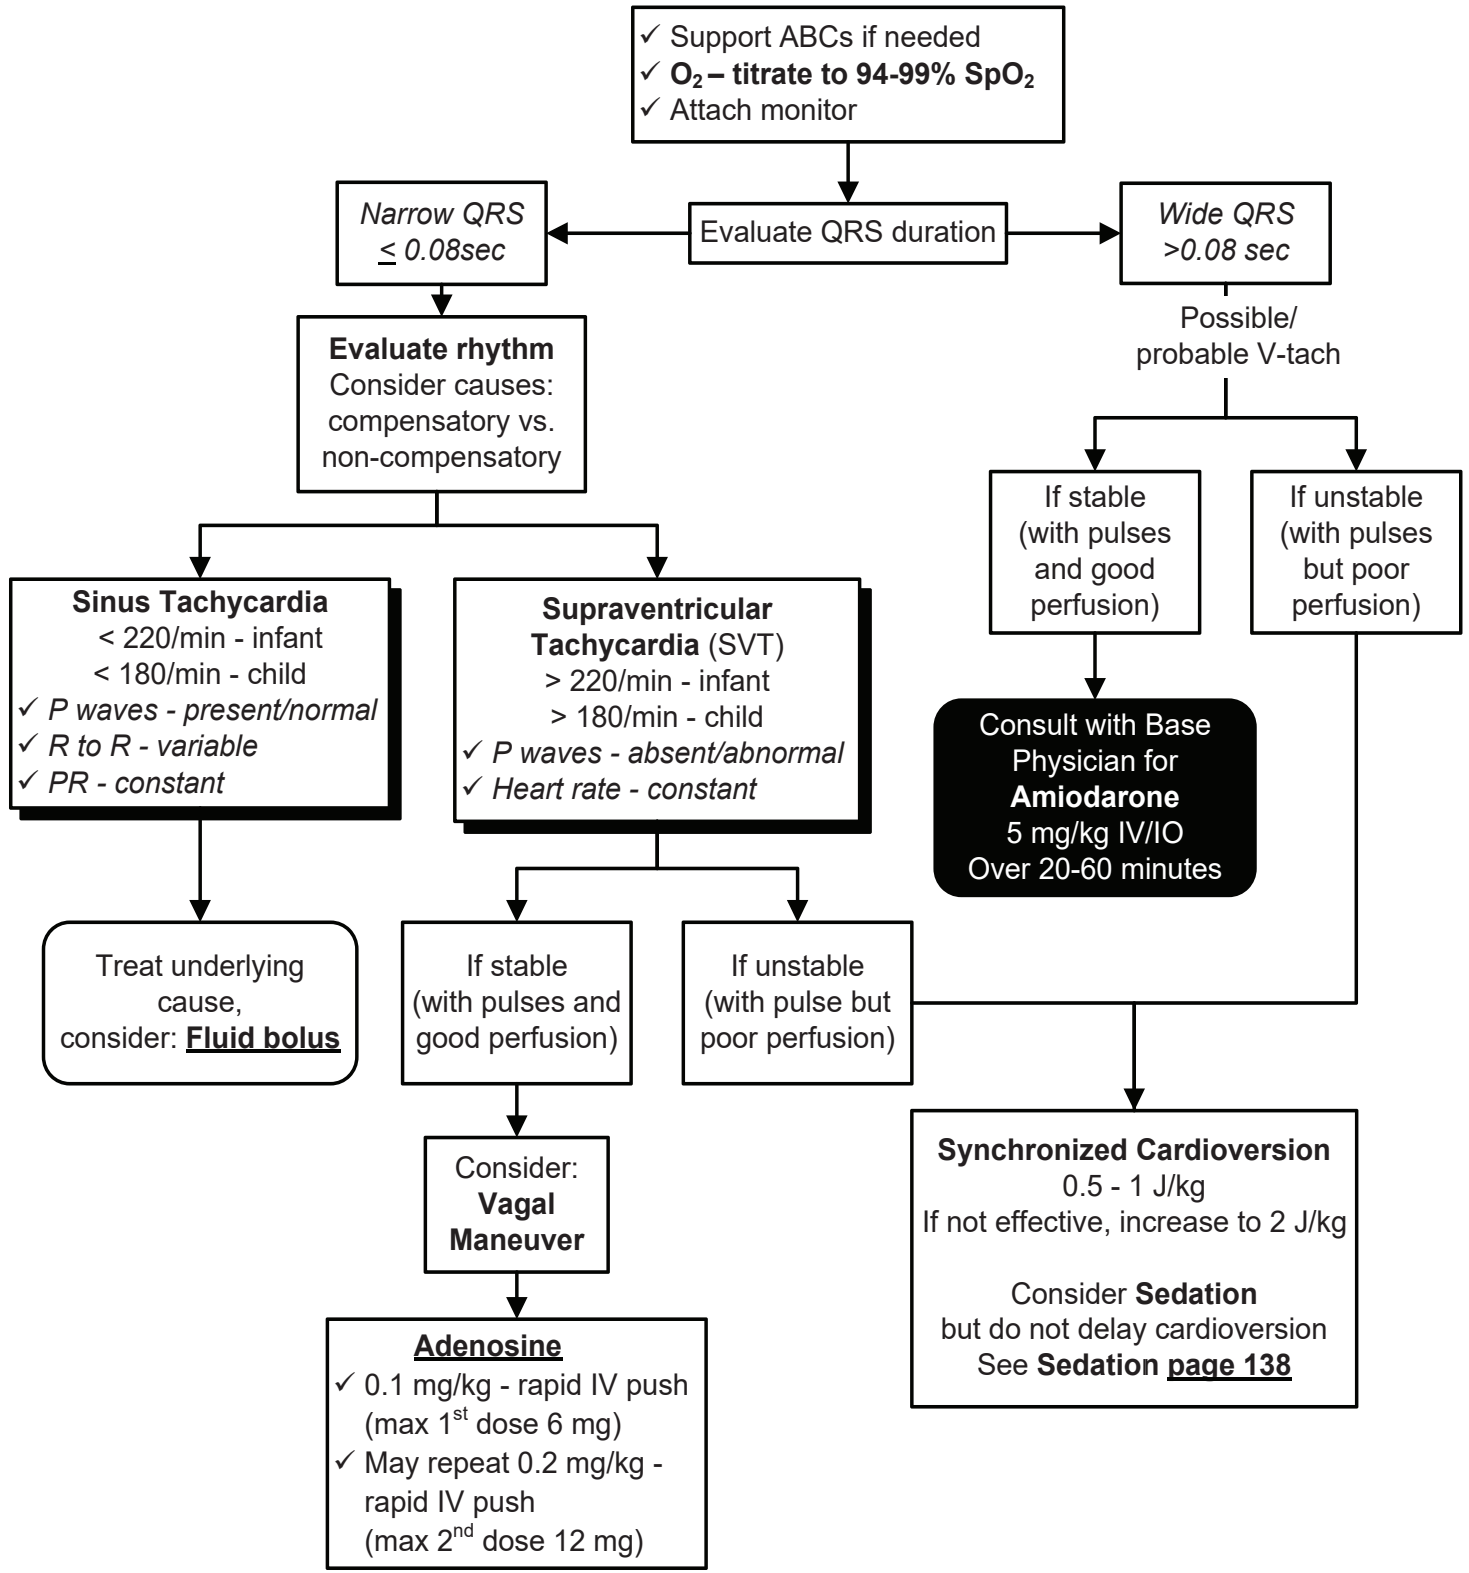 ✓ Support ABCs if needed
✓ O₂ – titrate to 94-99% SpO₂
✓ Attach monitor
Evaluate QRS duration
Narrow QRS
≤ 0.08sec
Wide QRS
>0.08 sec
Possible/
probable V-tach
Evaluate rhythm
Consider causes:
compensatory vs.
non-compensatory
If stable
(with pulses
and good
perfusion)
If unstable
(with pulses
but poor
perfusion)
Sinus Tachycardia
< 220/min - infant
< 180/min - child
✓ P waves - present/normal
✓ R to R - variable
✓ PR - constant
Supraventricular
Tachycardia (SVT)
> 220/min - infant
> 180/min - child
✓ P waves - absent/abnormal
✓ Heart rate - constant
Consult with Base
Physician for
Amiodarone
5 mg/kg IV/IO
Over 20-60 minutes
Treat underlying
cause,
consider: Fluid bolus
If stable
(with pulses and
good perfusion)
If unstable
(with pulse but
poor perfusion)
Consider:
Vagal
Maneuver
Synchronized Cardioversion
0.5 - 1 J/kg
If not effective, increase to 2 J/kg
Consider Sedation
but do not delay cardioversion
See Sedation page 138
Adenosine
✓ 0.1 mg/kg - rapid IV push
(max 1st dose 6 mg)
✓ May repeat 0.2 mg/kg -
rapid IV push
(max 2nd dose 12 mg)